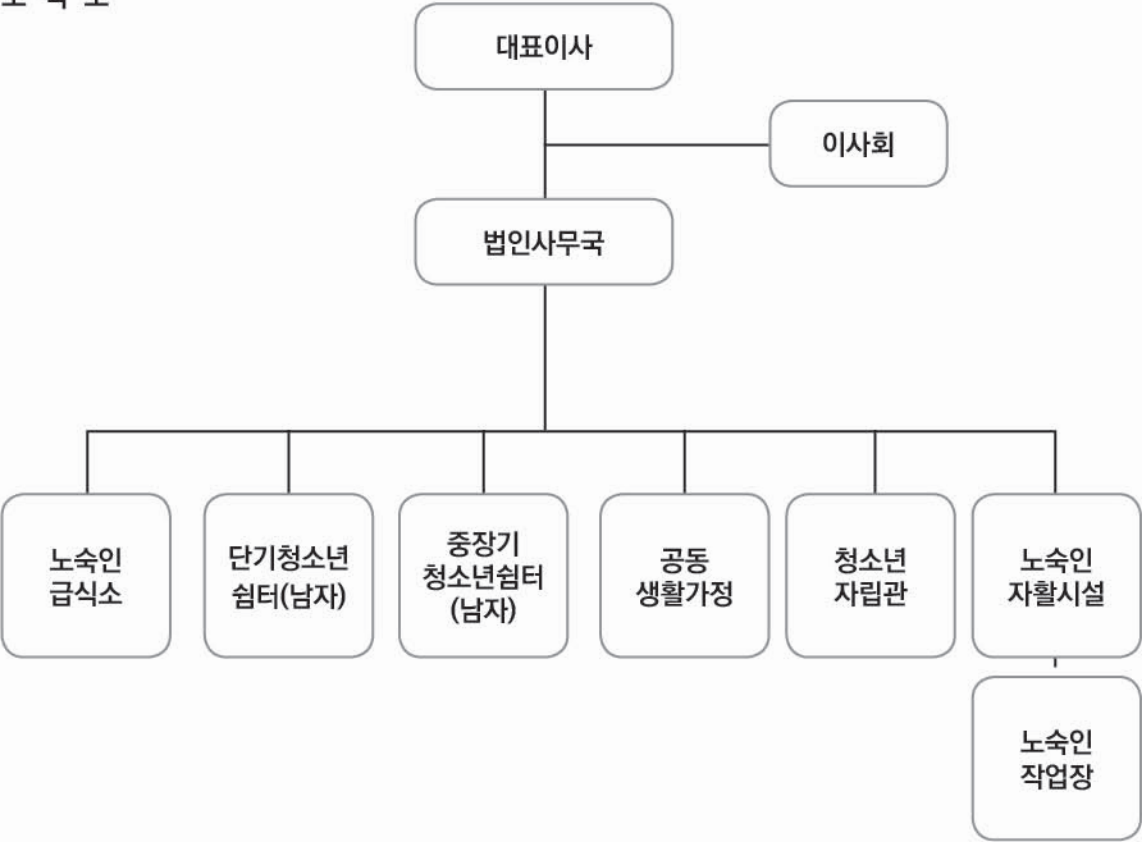 대표이사
이사회
법인사무국
노숙인
급식소
단기청소년
쉼터(남자)
중장기
청소년쉼터
(남자)
공동
생활가정
청소년
자립관
노숙인
자활시설
노숙인
작업장